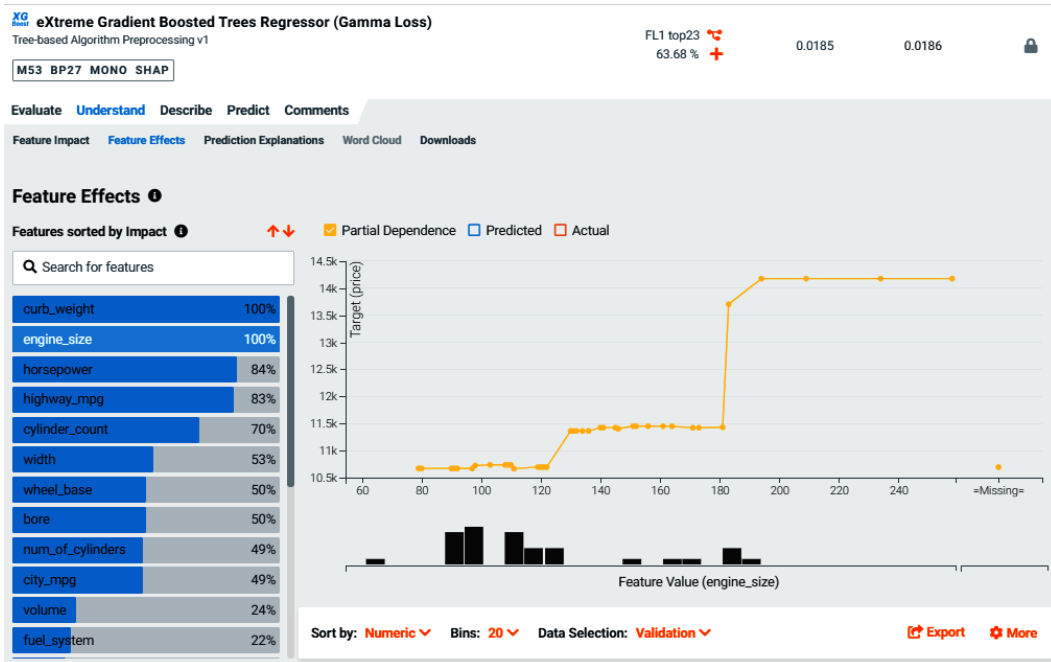 XG Boost eXtreme Gradient Boosted Trees Regressor (Gamma Loss)
Tree-based Algorithm Preprocessing v1
M53 BP27 MONO SHAP
FL1 top23
63.68 %
0.0185
0.0186
Evaluate Understand Describe Predict Comments
Feature Impact Feature Effects Prediction Explanations Word Cloud Downloads
Feature Effects
Features sorted by Impact
Search for features
curb_weight 100%
engine_size 100%
horsepower 84%
highway_mpg 83%
cylinder_count 70%
width 53%
wheel_base 50%
bore 50%
num_of_cylinders 49%
city_mpg 49%
volume 24%
fuel_system 22%
Partial Dependence Predicted Actual
Target (price)
14.5k
14k
13.5k
13k
12.5k
12k
11.5k
11k
10.5k
60 80 100 120 140 160 180 200 220 240 =Missing=
Feature Value (engine_size)
Sort by: Numeric Bins: 20 Data Selection: Validation Export More